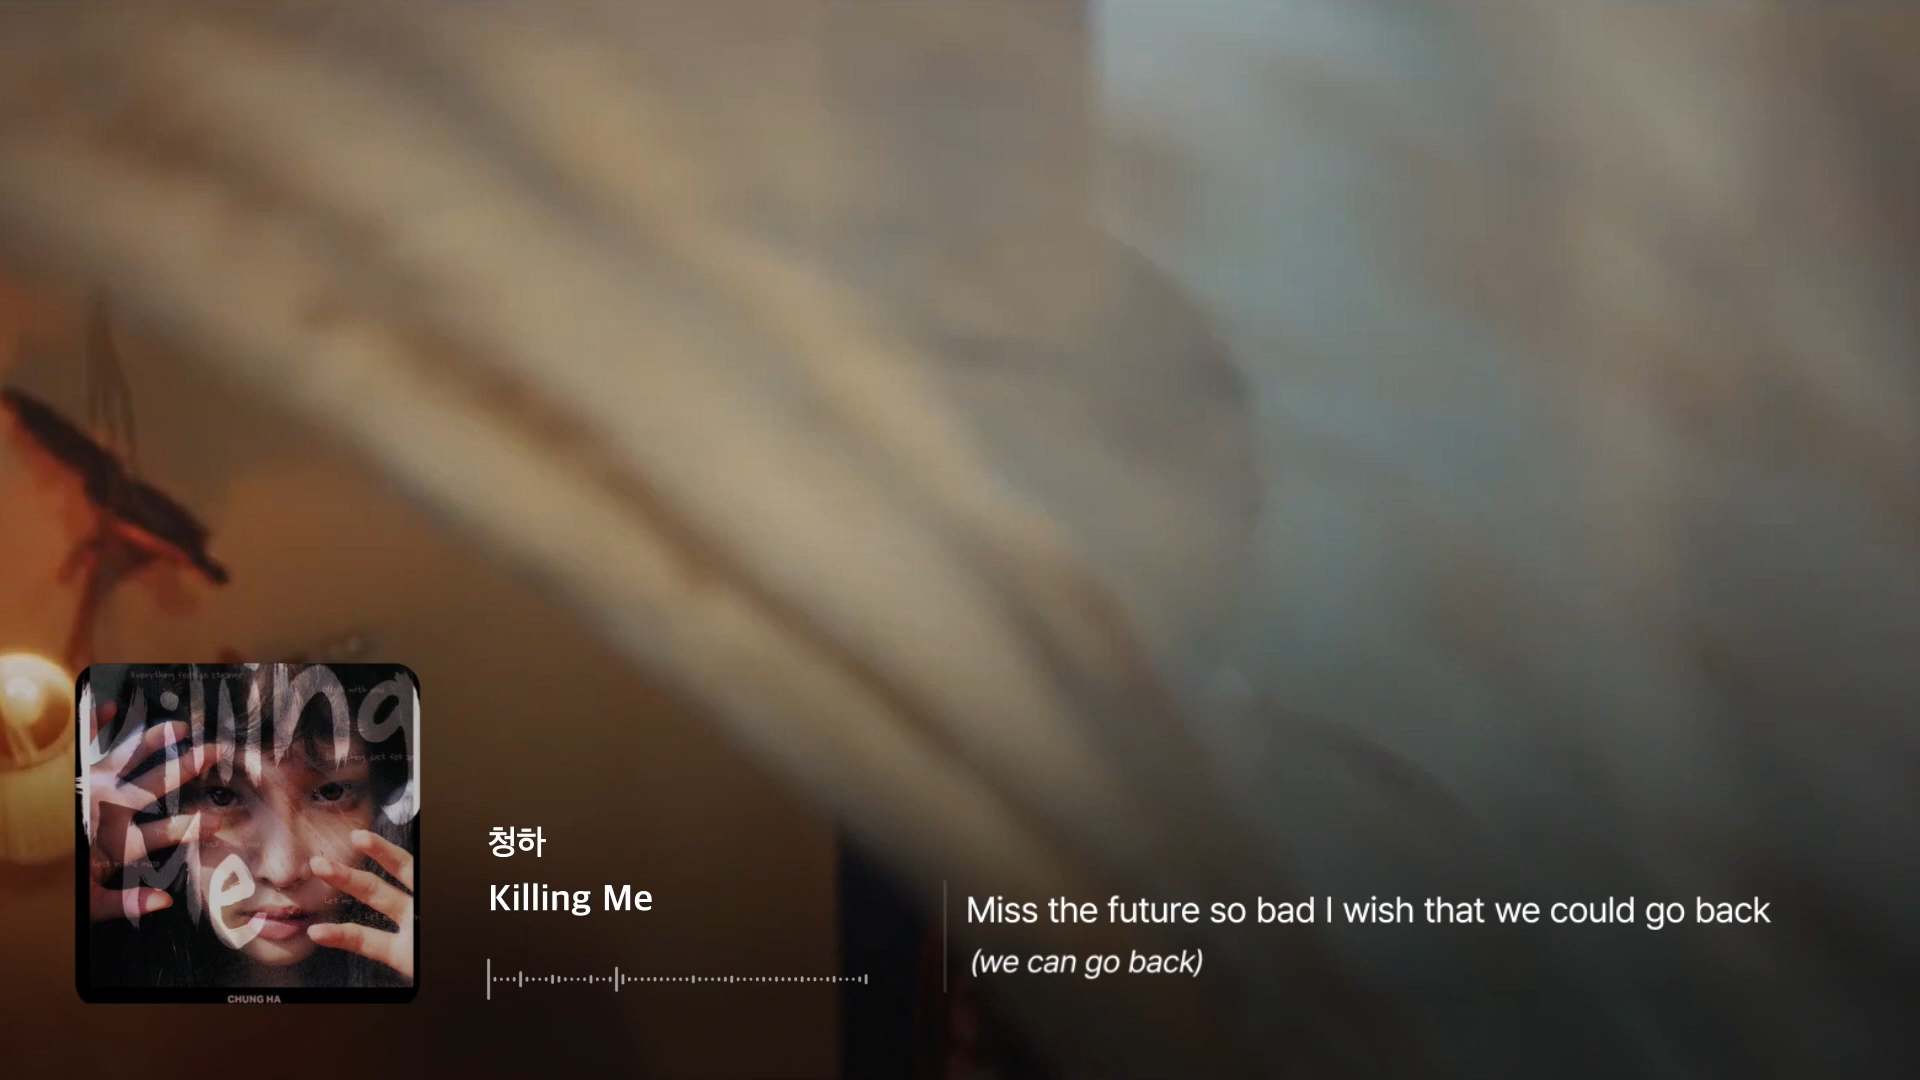 Killing
Me
CHUNG HA
청하
Killing Me
Miss the future so bad I wish that we could go back
(we can go back)